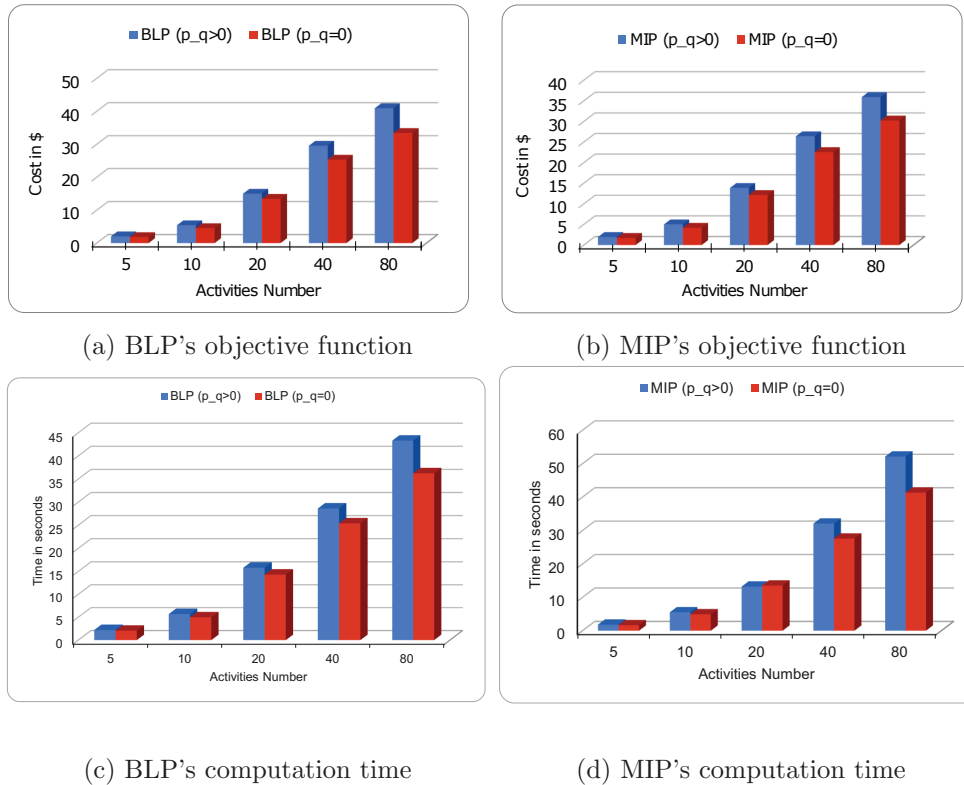 BLP (p_q>0) BLP (p_q=0)
50
40
30
20
10
0
Cost in $
5 10 20 40 80
Activities Number
(a) BLP's objective function
MIP (p_q>0) MIP (p_q=0)
40
35
30
25
20
15
10
5
0
Cost in $
5 10 20 40 80
Activities Number
(b) MIP's objective function
BLP (p_q>0) BLP (p_q=0)
45
40
35
30
25
20
15
10
5
0
Time in seconds
5 10 20 40 80
Activities Number
(c) BLP's computation time
MIP (p_q>0) MIP (p_q=0)
60
50
40
30
20
10
0
Time in seconds
5 10 20 40 80
Activities Number
(d) MIP's computation time